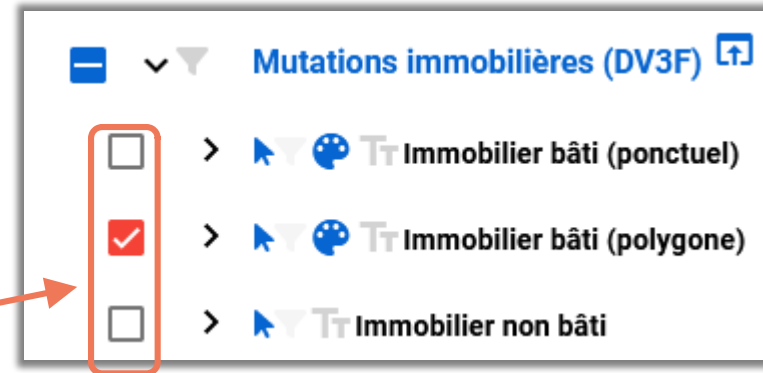 Mutations immobilières (DV3F)
Immobilier bâti (ponctuel)
Immobilier bâti (polygone)
Immobilier non bâti